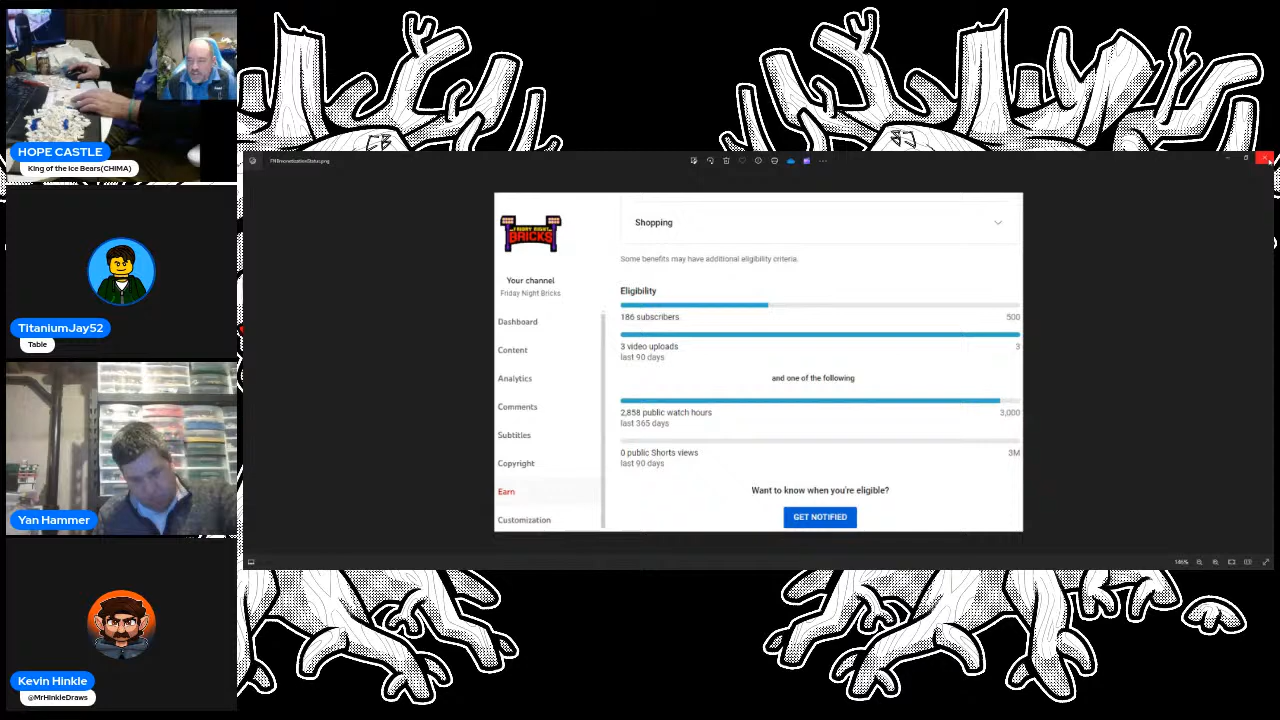 HOPE CASTLE
King of the Ice Bears(CHIMA)
TitaniumJay52
Table
Yan Hammer
Kevin Hinkle
@MrHinkleDraws
FRIDAY NIGHT
BRICKS
Your channel
Friday Night Bricks
Dashboard
Content
Analytics
Comments
Subtitles
Copyright
Earn
Customization
Shopping
Some benefits may have additional eligibility criteria.
Eligibility
186 subscribers
500
3 video uploads
3
last 90 days
and one of the following
2,858 public watch hours
3,000
last 365 days
0 public Shorts views
3M
last 90 days
Want to know when you're eligible?
GET NOTIFIED
146%